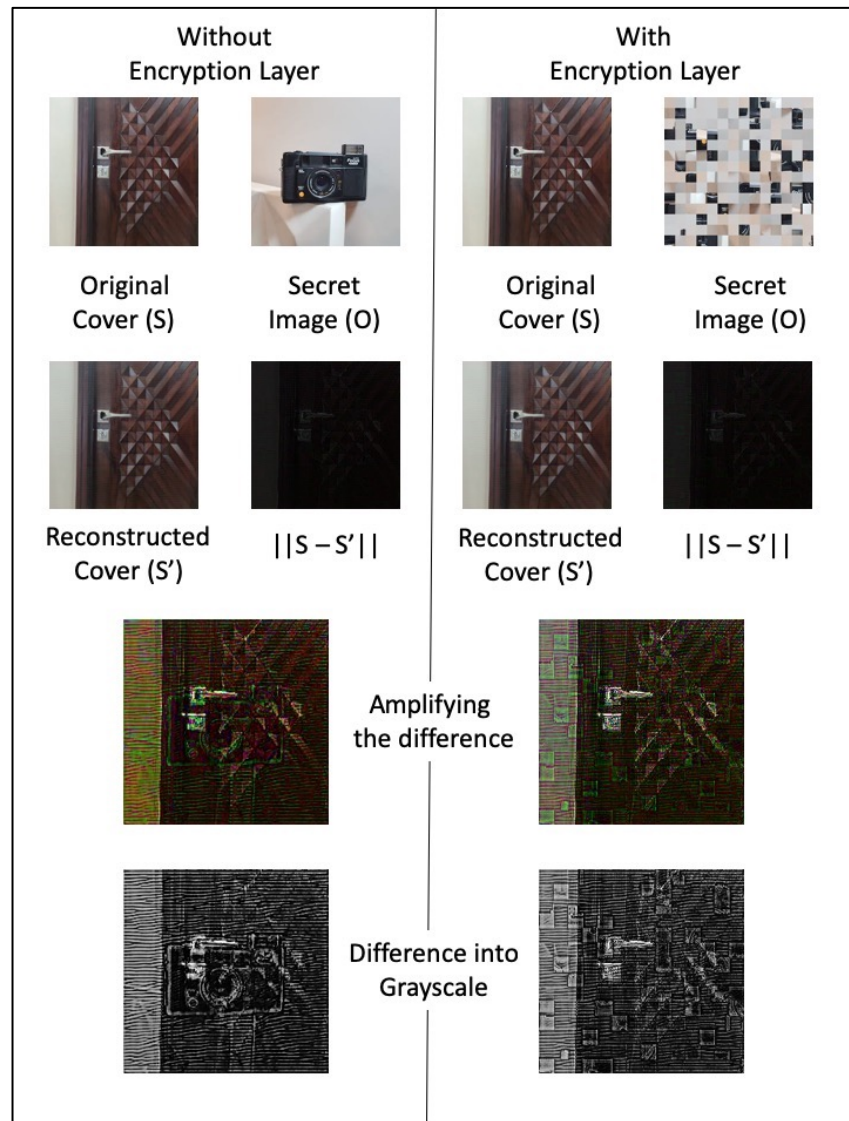 Without
Encryption Layer
With
Encryption Layer
Original
Cover (S)
Secret
Image (O)
Original
Cover (S)
Secret
Image (O)
Reconstructed
Cover (S’)
||S – S’||
Reconstructed
Cover (S’)
||S – S’||
Amplifying
the difference
Difference into
Grayscale